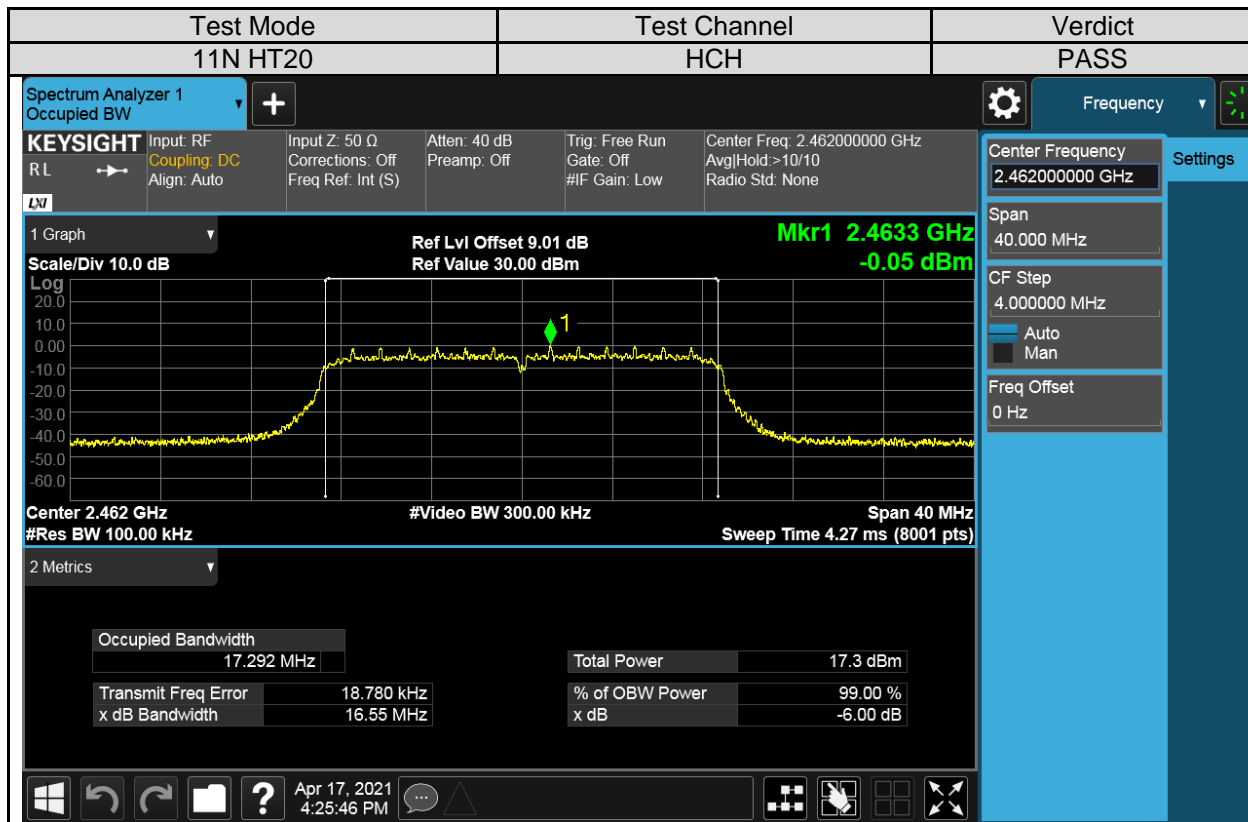 Test Mode Test Channel Verdict
11N HT20 HCH PASS
Spectrum Analyzer 1
Occupied BW
+
Frequency
KEYSIGHT
RL
LXI
Input: RF
Coupling: DC
Align: Auto
Input Z: 50 Ω
Corrections: Off
Freq Ref: Int (S)
Atten: 40 dB
Preamp: Off
Trig: Free Run
Gate: Off
#IF Gain: Low
Center Freq: 2.462000000 GHz
Avg|Hold:>10/10
Radio Std: None
Center Frequency
2.462000000 GHz
Settings
Span
40.000 MHz
CF Step
4.000000 MHz
Auto
Man
Freq Offset
0 Hz
1 Graph
Scale/Div 10.0 dB
Ref Lvl Offset 9.01 dB
Ref Value 30.00 dBm
Mkr1 2.4633 GHz
-0.05 dBm
Log
20.0
10.0
0.00
-10.0
-20.0
-30.0
-40.0
-50.0
-60.0
1
Center 2.462 GHz
#Res BW 100.00 kHz
#Video BW 300.00 kHz
Span 40 MHz
Sweep Time 4.27 ms (8001 pts)
2 Metrics
Occupied Bandwidth
17.292 MHz
Total Power 17.3 dBm
Transmit Freq Error 18.780 kHz
x dB Bandwidth 16.55 MHz
% of OBW Power 99.00 %
x dB -6.00 dB
?
Apr 17, 2021
4:25:46 PM